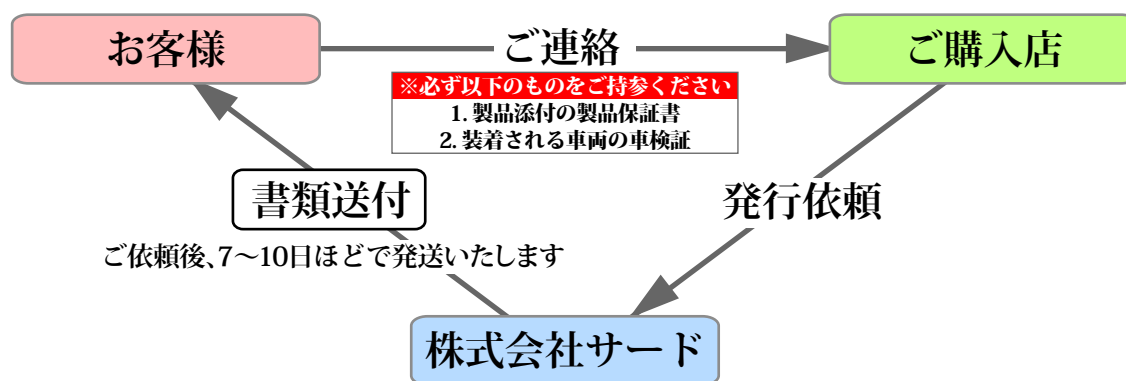 お客様
ご連絡
ご購入店
※必ず以下のものをご持参ください
1. 製品添付の製品保証書
2. 装着される車両の車検証
書類送付
発行依頼
ご依頼後、7〜10日ほどで発送いたします
株式会社サード